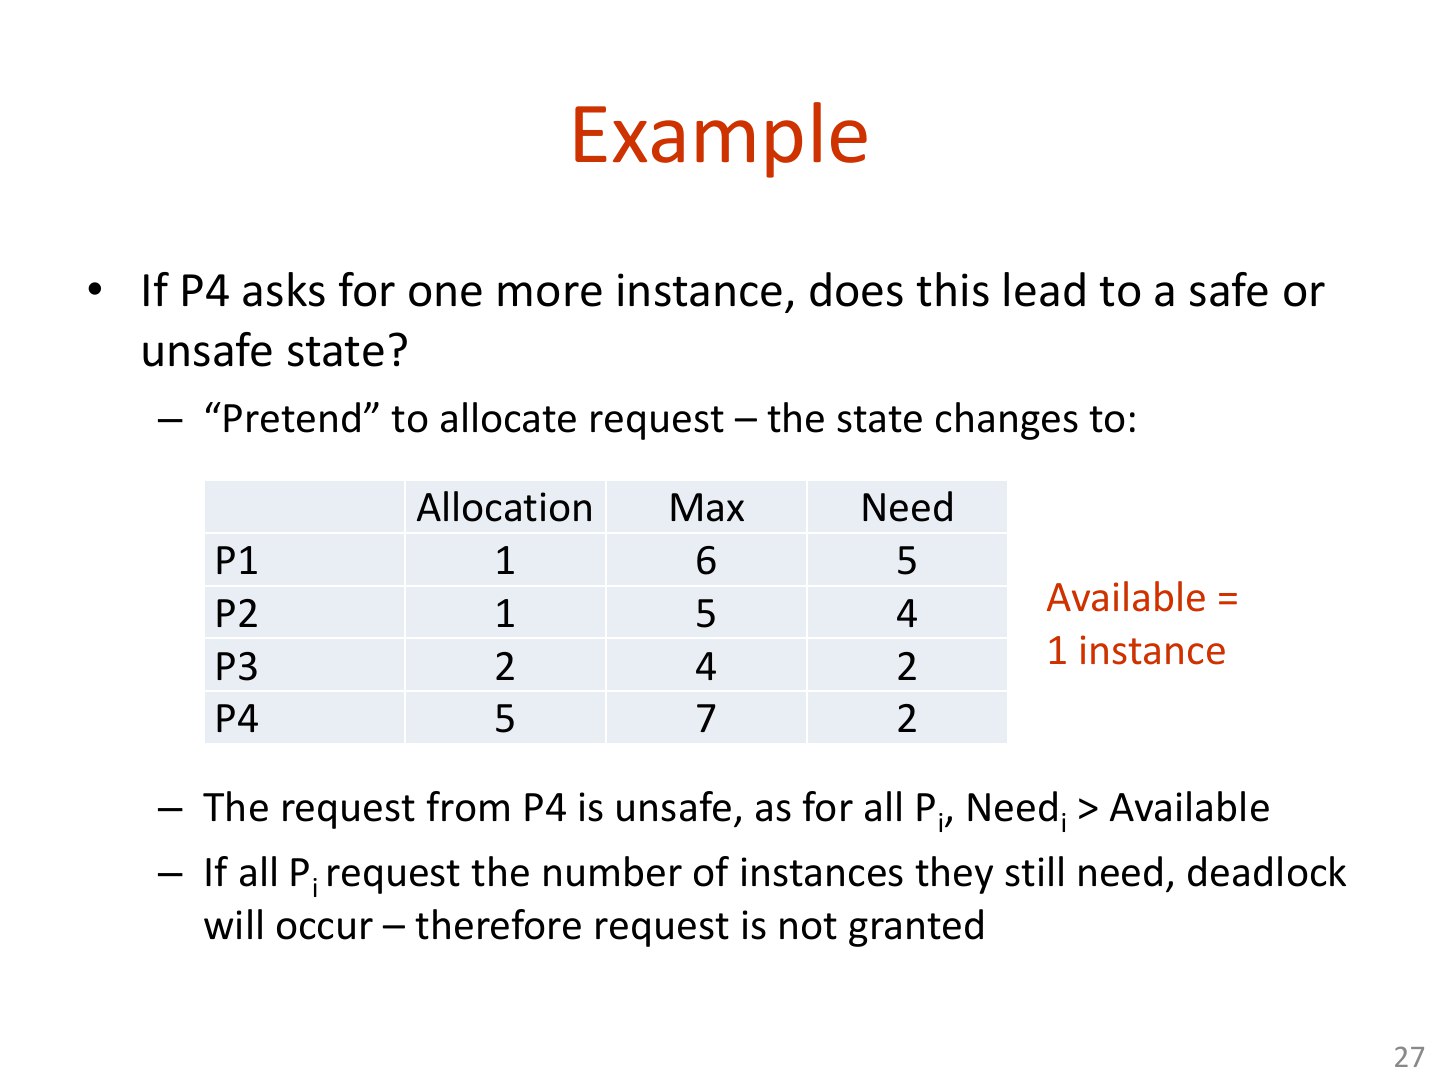 Example
• If P4 asks for one more instance, does this lead to a safe or
unsafe state?
– “Pretend” to allocate request – the state changes to:
Allocation Max Need
P1 1 6 5
P2 1 5 4
P3 2 4 2
P4 5 7 2
Available =
1 instance
– The request from P4 is unsafe, as for all Pi, Needi > Available
– If all Pi request the number of instances they still need, deadlock
will occur – therefore request is not granted
27